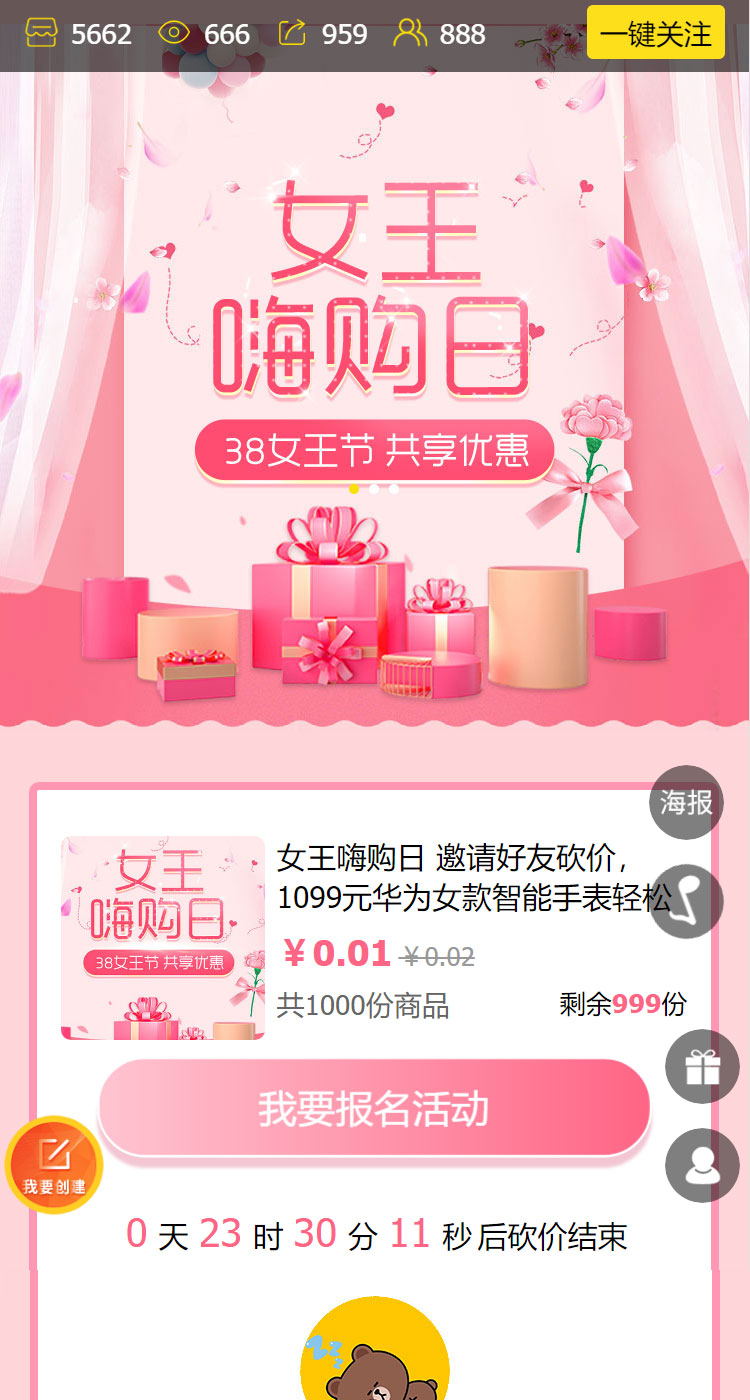 5662 666 959 888 一键关注
女王
嗨购日
38女王节 共享优惠
海报
女王
嗨购日
38女王节 共享优惠
女王嗨购日 邀请好友砍价，
1099元华为女款智能手表轻松
￥0.01 ￥0.02
共1000份商品 剩余999份
我要报名活动
我要创建
0 天 23 时 30 分 11 秒 后砍价结束